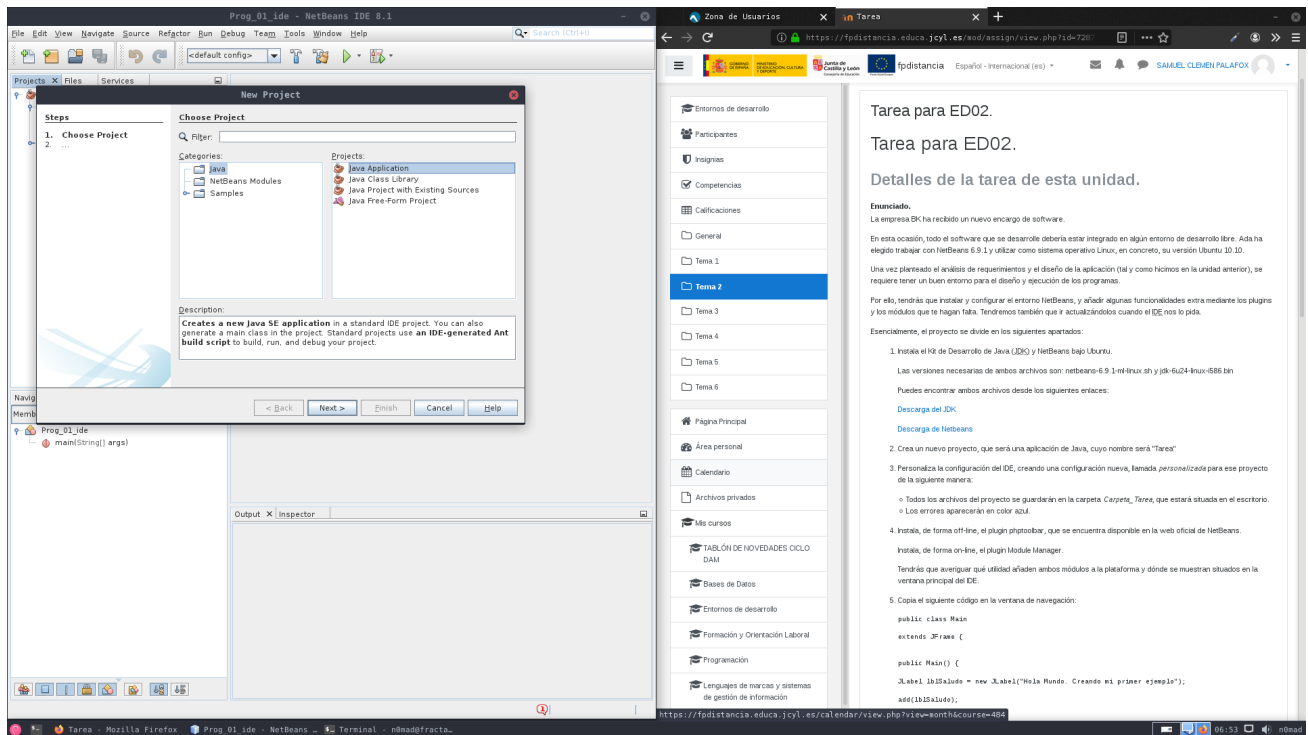 Prog_01_ide - NetBeans IDE 8.1
File Edit View Navigate Source Refactor Run Debug Team Tools Window Help
Search (Ctrl+I)
<default config>
Projects Files Services
New Project
Steps
1. Choose Project
2. ...
Choose Project
Filter:
Categories:
Java
NetBeans Modules
Samples
Projects:
Java Application
Java Class Library
Java Project with Existing Sources
Java Free-Form Project
Description:
Creates a new Java SE application in a standard IDE project. You can also
generate a main class in the project. Standard projects use an IDE-generated Ant
build script to build, run, and debug your project.
< Back Next > Finish Cancel Help
Navig
Memb
Prog_01_ide
main(String[] args)
Output Inspector
Zona de Usuarios
Tarea
https://fpdistancia.educa.jcyl.es/mod/assign/view.php?id=7287
GOBIERNO DE ESPAÑA
MINISTERIO DE EDUCACIÓN, CULTURA Y DEPORTE
Junta de
Castilla y León
fpdistancia
Español - Internacional (es)
SAMUEL CLEMEN PALAFOX
Entornos de desarrollo
Participantes
Insignias
Competencias
Calificaciones
General
Tema 1
Tema 2
Tema 3
Tema 4
Tema 5
Tema 6
Página Principal
Área personal
Calendario
Archivos privados
Mis cursos
TABLÓN DE NOVEDADES CICLO
DAM
Bases de Datos
Entornos de desarrollo
Formación y Orientación Laboral
Programación
Lenguajes de marcas y sistemas
de gestión de información
Tarea para ED02.
Tarea para ED02.
Detalles de la tarea de esta unidad.
Enunciado.
La empresa BK ha recibido un nuevo encargo de software.
En esta ocasión, todo el software que se desarrolle debería estar integrado en algún entorno de desarrollo libre. Ada ha
elegido trabajar con NetBeans 6.9.1 y utilizar como sistema operativo Linux, en concreto, su versión Ubuntu 10.10.
Una vez planteado el análisis de requerimientos y el diseño de la aplicación (tal y como hicimos en la unidad anterior), se
requiere tener un buen entorno para el diseño y ejecución de los programas.
Por ello, tendrás que instalar y configurar el entorno NetBeans, y añadir algunas funcionalidades extra mediante los plugins
y los módulos que te hagan falta. Tendremos también que ir actualizándolos cuando el IDE nos lo pida.
Esencialmente, el proyecto se divide en los siguientes apartados:
1. Instala el Kit de Desarrollo de Java (JDK) y NetBeans bajo Ubuntu.
Las versiones necesarias de ambos archivos son: netbeans-6.9.1-ml-linux.sh y jdk-6u24-linux-i586.bin
Puedes encontrar ambos archivos desde los siguientes enlaces:
Descarga del JDK
Descarga de Netbeans
2. Crea un nuevo proyecto, que será una aplicación de Java, cuyo nombre será "Tarea"
3. Personaliza la configuración del IDE, creando una configuración nueva, llamada personalizada para ese proyecto
de la siguiente manera:
Todos los archivos del proyecto se guardarán en la carpeta Carpeta_Tarea, que estará situada en el escritorio.
Los errores aparecerán en color azul.
4. Instala, de forma off-line, el plugin phptoolbar, que se encuentra disponible en la web oficial de NetBeans.
Instala, de forma on-line, el plugin Module Manager.
Tendrás que averiguar qué utilidad añaden ambos módulos a la plataforma y dónde se muestran situados en la
ventana principal del IDE.
5. Copia el siguiente código en la ventana de navegación:
public class Main
extends JFrame {
public Main() {
JLabel lblSaludo = new JLabel("Hola Mundo. Creando mi primer ejemplo");
add(lblSaludo);
https://fpdistancia.educa.jcyl.es/calendar/view.php?view=month&course=484
Tarea - Mozilla Firefox
Prog_01_ide - NetBeans …
Terminal - n0mad@fracta…
06:53
n0mad